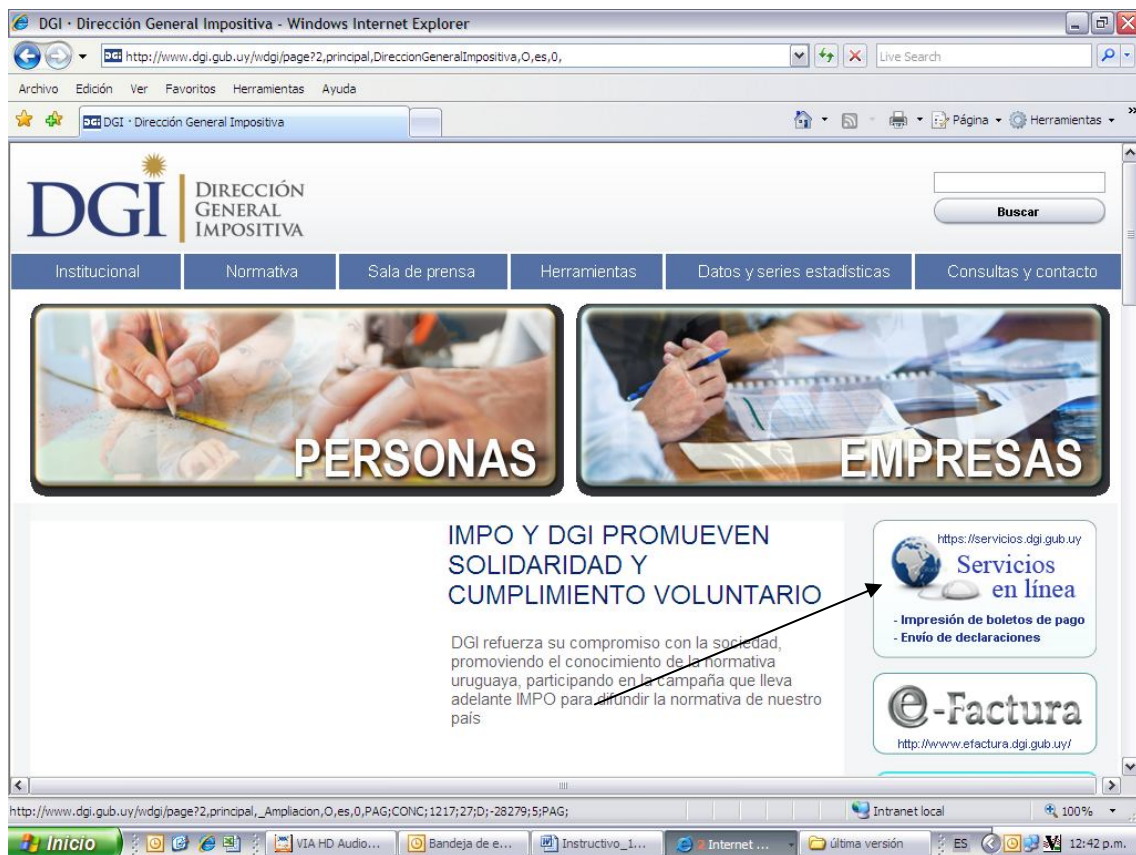 DGI · Dirección General Impositiva - Windows Internet Explorer
http://www.dgi.gub.uy/wdgi/page?2,principal,DireccionGeneralImpositiva,O,es,0,
Live Search
Archivo Edición Ver Favoritos Herramientas Ayuda
DGI · Dirección General Impositiva
Página Herramientas
DGI
DIRECCIÓN
GENERAL
IMPOSITIVA
Buscar
Institucional Normativa Sala de prensa Herramientas Datos y series estadísticas Consultas y contacto
PERSONAS
EMPRESAS
IMPO Y DGI PROMUEVEN
SOLIDARIDAD Y
CUMPLIMIENTO VOLUNTARIO
DGI refuerza su compromiso con la sociedad,
promoviendo el conocimiento de la normativa
uruguaya, participando en la campaña que lleva
adelante IMPO para difundir la normativa de nuestro
país
https://servicios.dgi.gub.uy
Servicios
en línea
- Impresión de boletos de pago
- Envío de declaraciones
e-Factura
http://www.efactura.dgi.gub.uy/
http://www.dgi.gub.uy/wdgi/page?2,principal,_Ampliacion,O,es,0,PAG;CONC;1217;27;D;-28279;5;PAG;
Intranet local
100%
Inicio
VIA HD Audio...
Bandeja de e...
Instructivo_1...
2 Internet ...
última versión
ES
12:42 p.m.